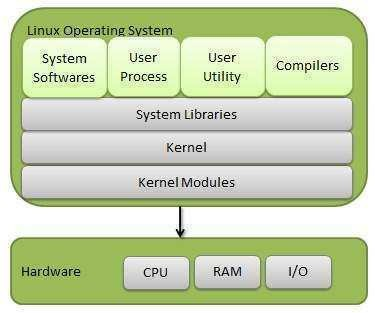 Linux Operating System
System
Softwares
User
Process
User
Utility
Compilers
System Libraries
Kernel
Kernel Modules
Hardware
CPU
RAM
I/O